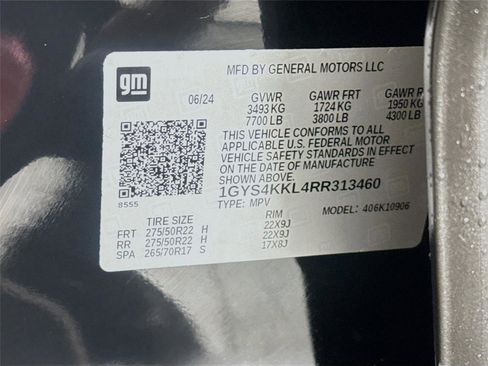 gm
MFD BY GENERAL MOTORS LLC
06/24 GVWR GAWR FRT GAWR RR
3493 KG 1724 KG 1950 KG
7700 LB 3800 LB 4300 LB
THIS VEHICLE CONFORMS TO ALL
APPLICABLE U.S. FEDERAL MOTOR
VEHICLE SAFETY STANDARDS IN EFFECT
ON THE DATE OF MANUFACTURE
SHOWN ABOVE.
1GYS4KKL4RR313460
8555
TYPE: MPV MODEL: 406K10906
TIRE SIZE RIM
FRT 275/50R22 H 22X9J
RR 275/50R22 H 22X9J
SPA 265/70R17 S 17X8J